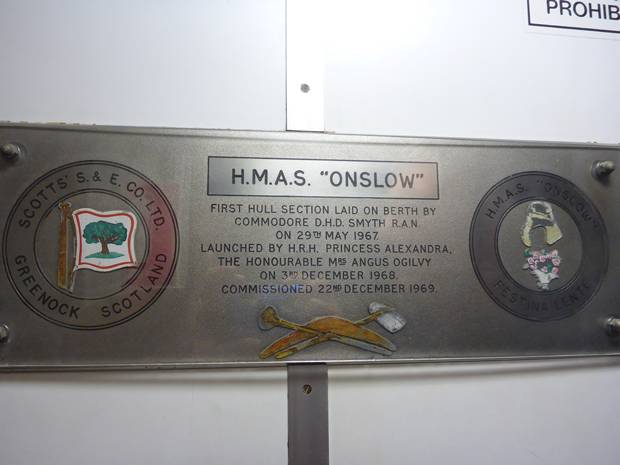 PROHIB
SCOTTS' S. & E. CO. LTD.
GREENOCK SCOTLAND
H.M.A.S. "ONSLOW"
FIRST HULL SECTION LAID ON BERTH BY
COMMODORE D.H.D. SMYTH R.A.N.
ON 29TH MAY 1967.
LAUNCHED BY H.R.H. PRINCESS ALEXANDRA,
THE HONOURABLE MRS ANGUS OGILVY
ON 3RD DECEMBER 1968.
COMMISSIONED 22ND DECEMBER 1969.
H.M.A.S. "ONSLOW"
FESTINA LENTE